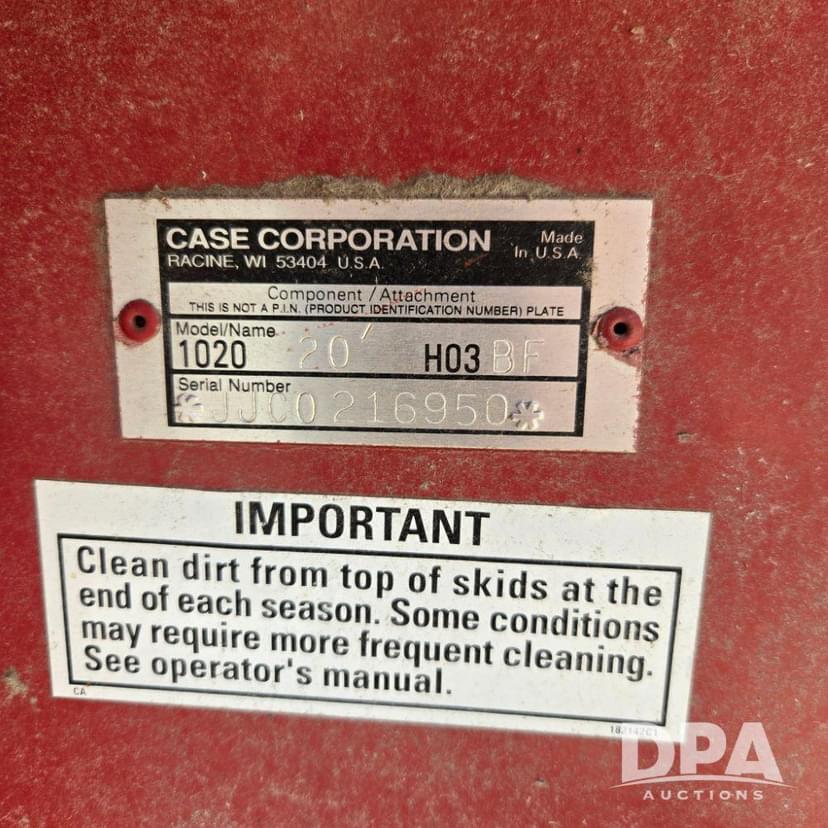 CASE CORPORATION
Made
RACINE, WI 53404 U.S.A.
In U.S.A.
Component / Attachment
THIS IS NOT A P.I.N. (PRODUCT IDENTIFICATION NUMBER) PLATE
Model/Name
1020 20' H03 BF
Serial Number
*JJC0216950*
IMPORTANT
Clean dirt from top of skids at the
end of each season. Some conditions
may require more frequent cleaning.
See operator's manual.
CA
182142C1
DPA
AUCTIONS